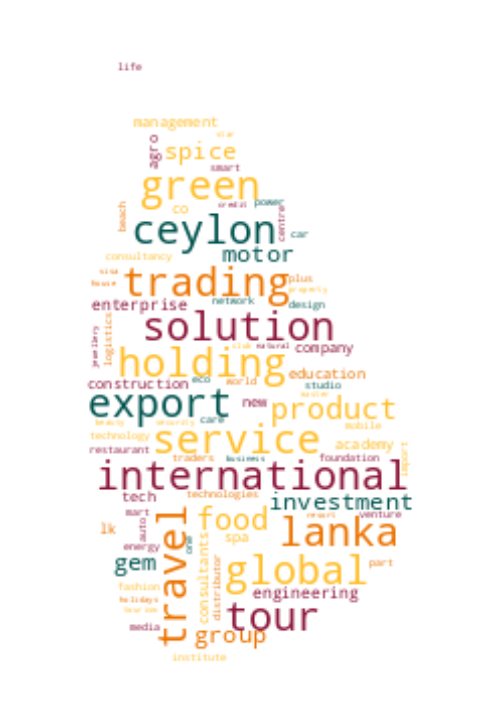 life
management
star
agro
spice
smart
green
credit power
beach
co
centre
ceylon
car
motor
consultancy
visa
trading
plus
house
property
network
enterprise
design
solution
logistics
jewellery
club natural company
holding
education
construction eco world
studio
master
export
new
product
beauty security care
mobile
technology
service
academy
restaurant
traders business foundation
import
international
tech
technologies
investment
mart
resort venture
food
lk
auto
travel
lanka
one
spa
energy
consultants
gem
global
part
distributor
fashion
engineering
holidays
tourism
tour
media
group
institute